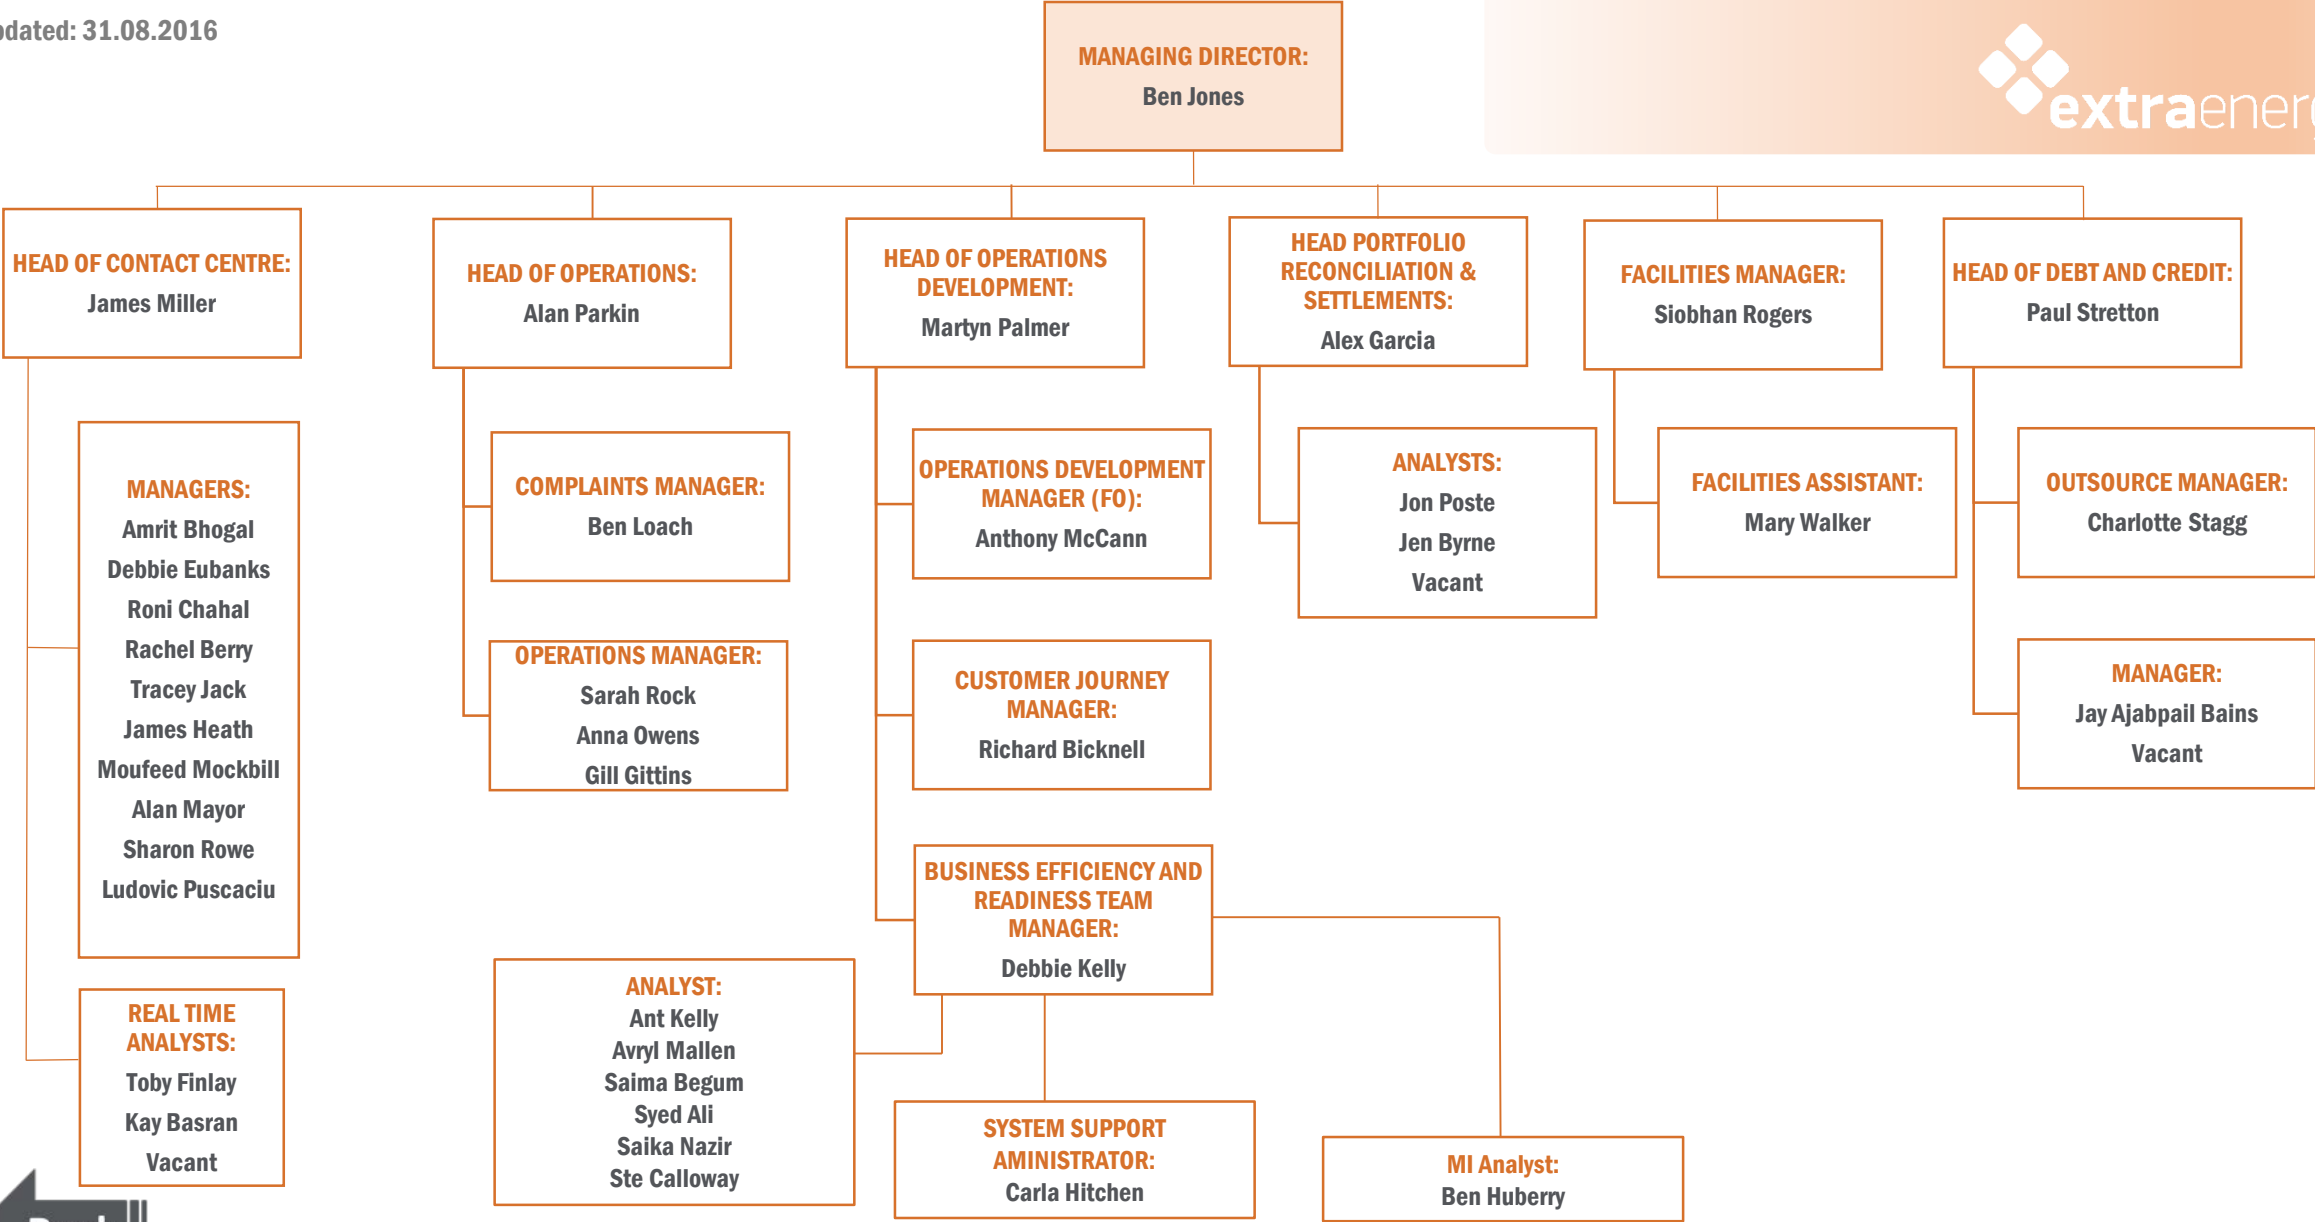 pdated: 31.08.2016
MANAGING DIRECTOR:
Ben Jones
extraener
HEAD OF CONTACT CENTRE:
James Miller
HEAD OF OPERATIONS:
Alan Parkin
HEAD OF OPERATIONS
DEVELOPMENT:
Martyn Palmer
HEAD PORTFOLIO
RECONCILIATION &
SETTLEMENTS:
Alex Garcia
FACILITIES MANAGER:
Siobhan Rogers
HEAD OF DEBT AND CREDIT:
Paul Stretton
MANAGERS:
Amrit Bhogal
Debbie Eubanks
Roni Chahal
Rachel Berry
Tracey Jack
James Heath
Moufeed Mockbill
Alan Mayor
Sharon Rowe
Ludovic Puscaciu
REAL TIME
ANALYSTS:
Toby Finlay
Kay Basran
Vacant
COMPLAINTS MANAGER:
Ben Loach
OPERATIONS MANAGER:
Sarah Rock
Anna Owens
Gill Gittins
OPERATIONS DEVELOPMENT
MANAGER (FO):
Anthony McCann
CUSTOMER JOURNEY
MANAGER:
Richard Bicknell
BUSINESS EFFICIENCY AND
READINESS TEAM
MANAGER:
Debbie Kelly
ANALYST:
Ant Kelly
Avryl Mallen
Saima Begum
Syed Ali
Saika Nazir
Ste Calloway
SYSTEM SUPPORT
AMINISTRATOR:
Carla Hitchen
MI Analyst:
Ben Huberry
ANALYSTS:
Jon Poste
Jen Byrne
Vacant
FACILITIES ASSISTANT:
Mary Walker
OUTSOURCE MANAGER:
Charlotte Stagg
MANAGER:
Jay Ajabpail Bains
Vacant